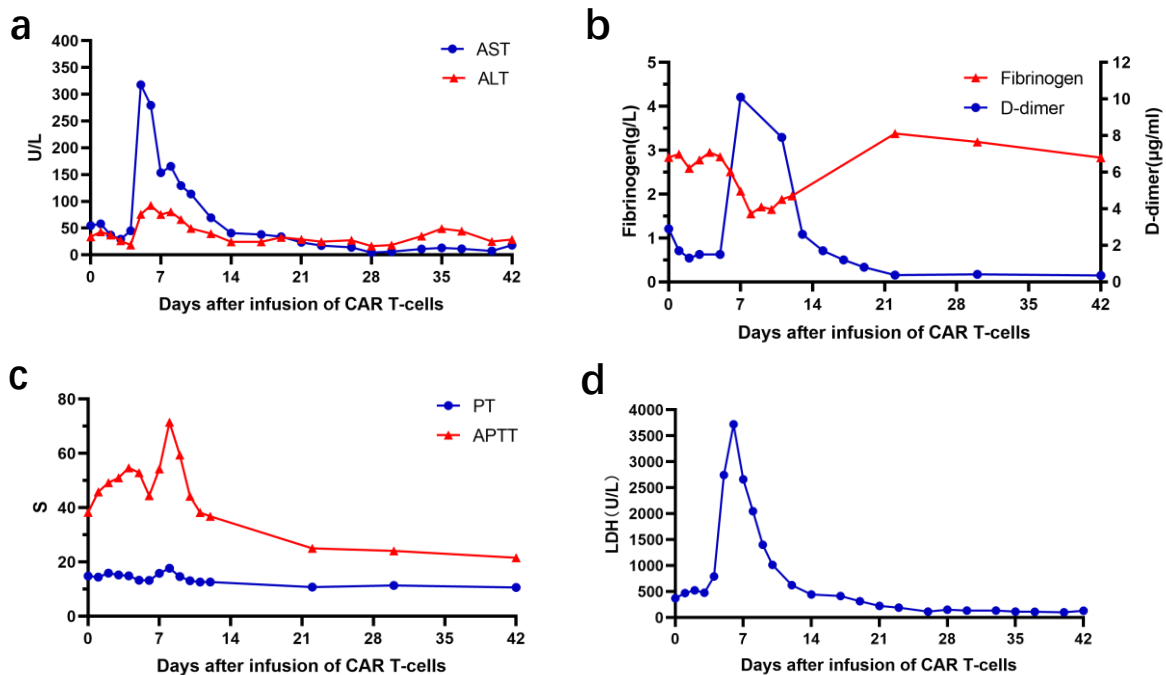 a
400
350
300
250
200
150
100
50
0
U/L
AST
ALT
0 7 14 21 28 35 42
Days after infusion of CAR T-cells
b
5
4
3
2
1
0
Fibrinogen(g/L)
Fibrinogen
D-dimer
12
10
8
6
4
2
0
D-dimer(μg/ml)
0 7 14 21 28 35 42
Days after infusion of CAR T-cells
c
80
60
40
20
0
S
PT
APTT
0 7 14 21 28 35 42
Days after infusion of CAR T-cells
d
4000
3500
3000
2500
2000
1500
1000
500
0
LDH（U/L）
0 7 14 21 28 35 42
Days after infusion of CAR T-cells